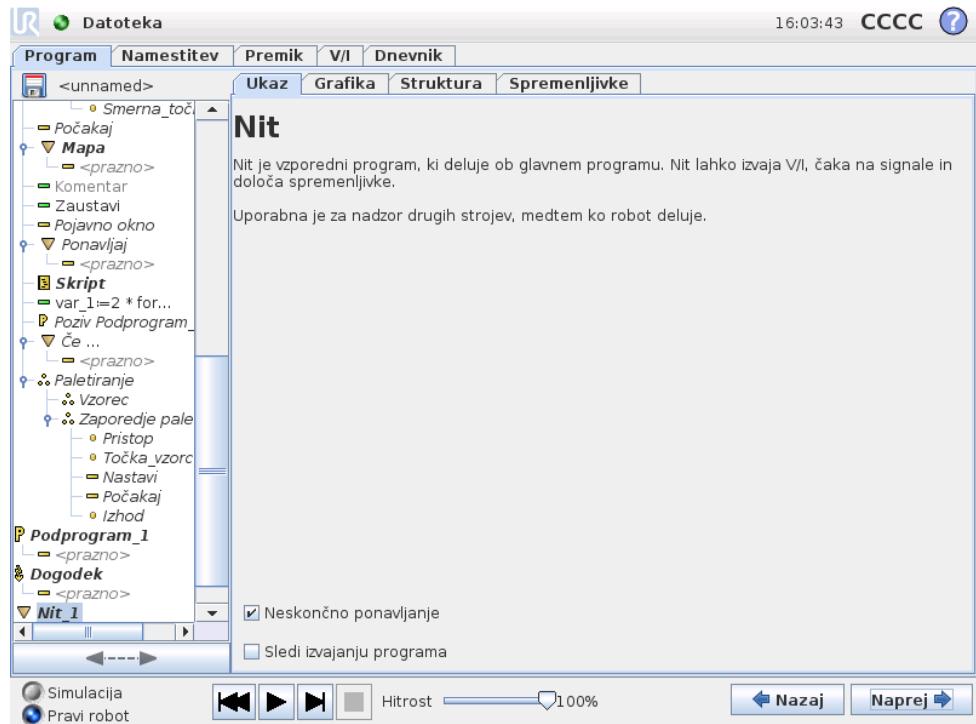 UR Datoteka 16:03:43 CCCC ?
Program Namestitev Premik V/I Dnevnik
<unnamed>
Ukaz Grafika Struktura Spremenljivke
Smerna_toč
Počakaj
Mapa
<prazno>
Komentar
Zaustavi
Pojavno okno
Ponavljaj
<prazno>
Skript
var_1:=2 * for...
Poziv Podprogram_
Če ...
<prazno>
Paletiranje
Vzorec
Zaporedje pale
Pristop
Točka_vzorc
Nastavi
Počakaj
Izhod
P Podprogram_1
<prazno>
Dogodek
<prazno>
Nit_1
Nit
Nit je vzporedni program, ki deluje ob glavnem programu. Nit lahko izvaja V/I, čaka na signale in
določa spremenljivke.
Uporabna je za nadzor drugih strojev, medtem ko robot deluje.
Neskončno ponavljanje
Sledi izvajanju programa
Simulacija
Pravi robot
Hitrost 100%
Nazaj Naprej